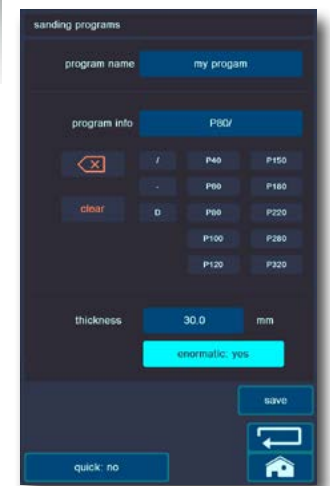 sanding programs
program name my progam
program info P80/
/ P40 P150
- P60 P180
clear D P80 P220
P100 P280
P120 P320
thickness 30.0 mm
enormatic: yes
save
quick: no